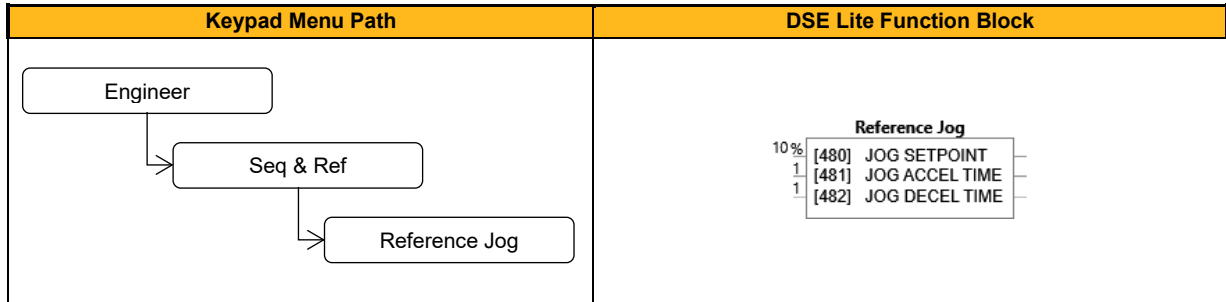 Keypad Menu Path
DSE Lite Function Block
Engineer
Seq & Ref
Reference Jog
Reference Jog
10% [480] JOG SETPOINT
1 [481] JOG ACCEL TIME
1 [482] JOG DECEL TIME